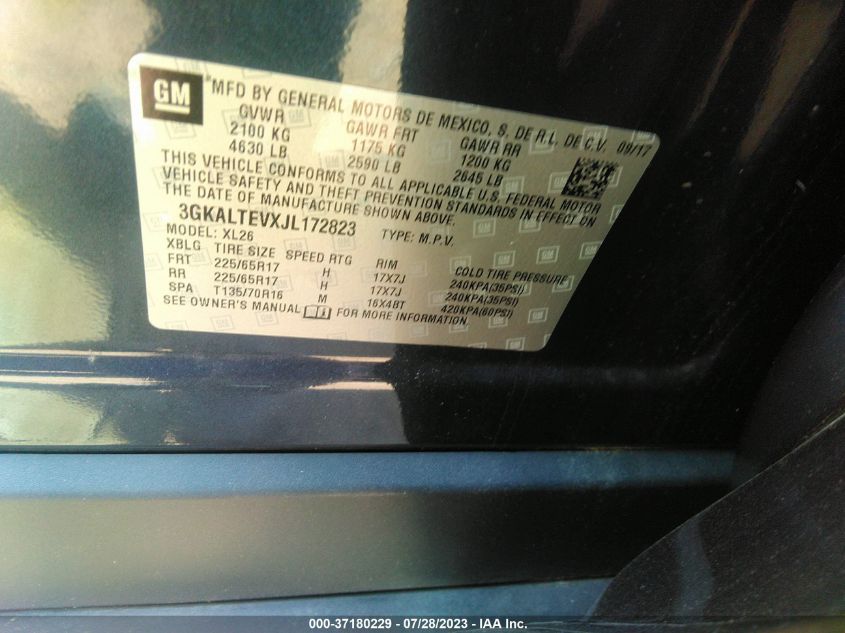 GM
*MFD BY GENERAL MOTORS DE MEXICO, S. DE R.L. DE C.V. 09/17
GVWR GAWR FRT GAWR RR
2100 KG 1175 KG 1200 KG
4630 LB 2590 LB 2645 LB
THIS VEHICLE CONFORMS TO ALL APPLICABLE U.S. FEDERAL MOTOR
VEHICLE SAFETY AND THEFT PREVENTION STANDARDS IN EFFECT ON
THE DATE OF MANUFACTURE SHOWN ABOVE.
3GKALTEVXJL172823 TYPE: M.P.V.
MODEL: XL26
XBLG TIRE SIZE SPEED RTG RIM COLD TIRE PRESSURE
FRT 225/65R17 H 17X7J 240KPA(35PSI)
RR 225/65R17 H 17X7J 240KPA(35PSI)
SPA T135/70R16 M 16X4BT 420KPA(60PSI)
SEE OWNER'S MANUAL FOR MORE INFORMATION.
000-37180229 - 07/28/2023 - IAA Inc.